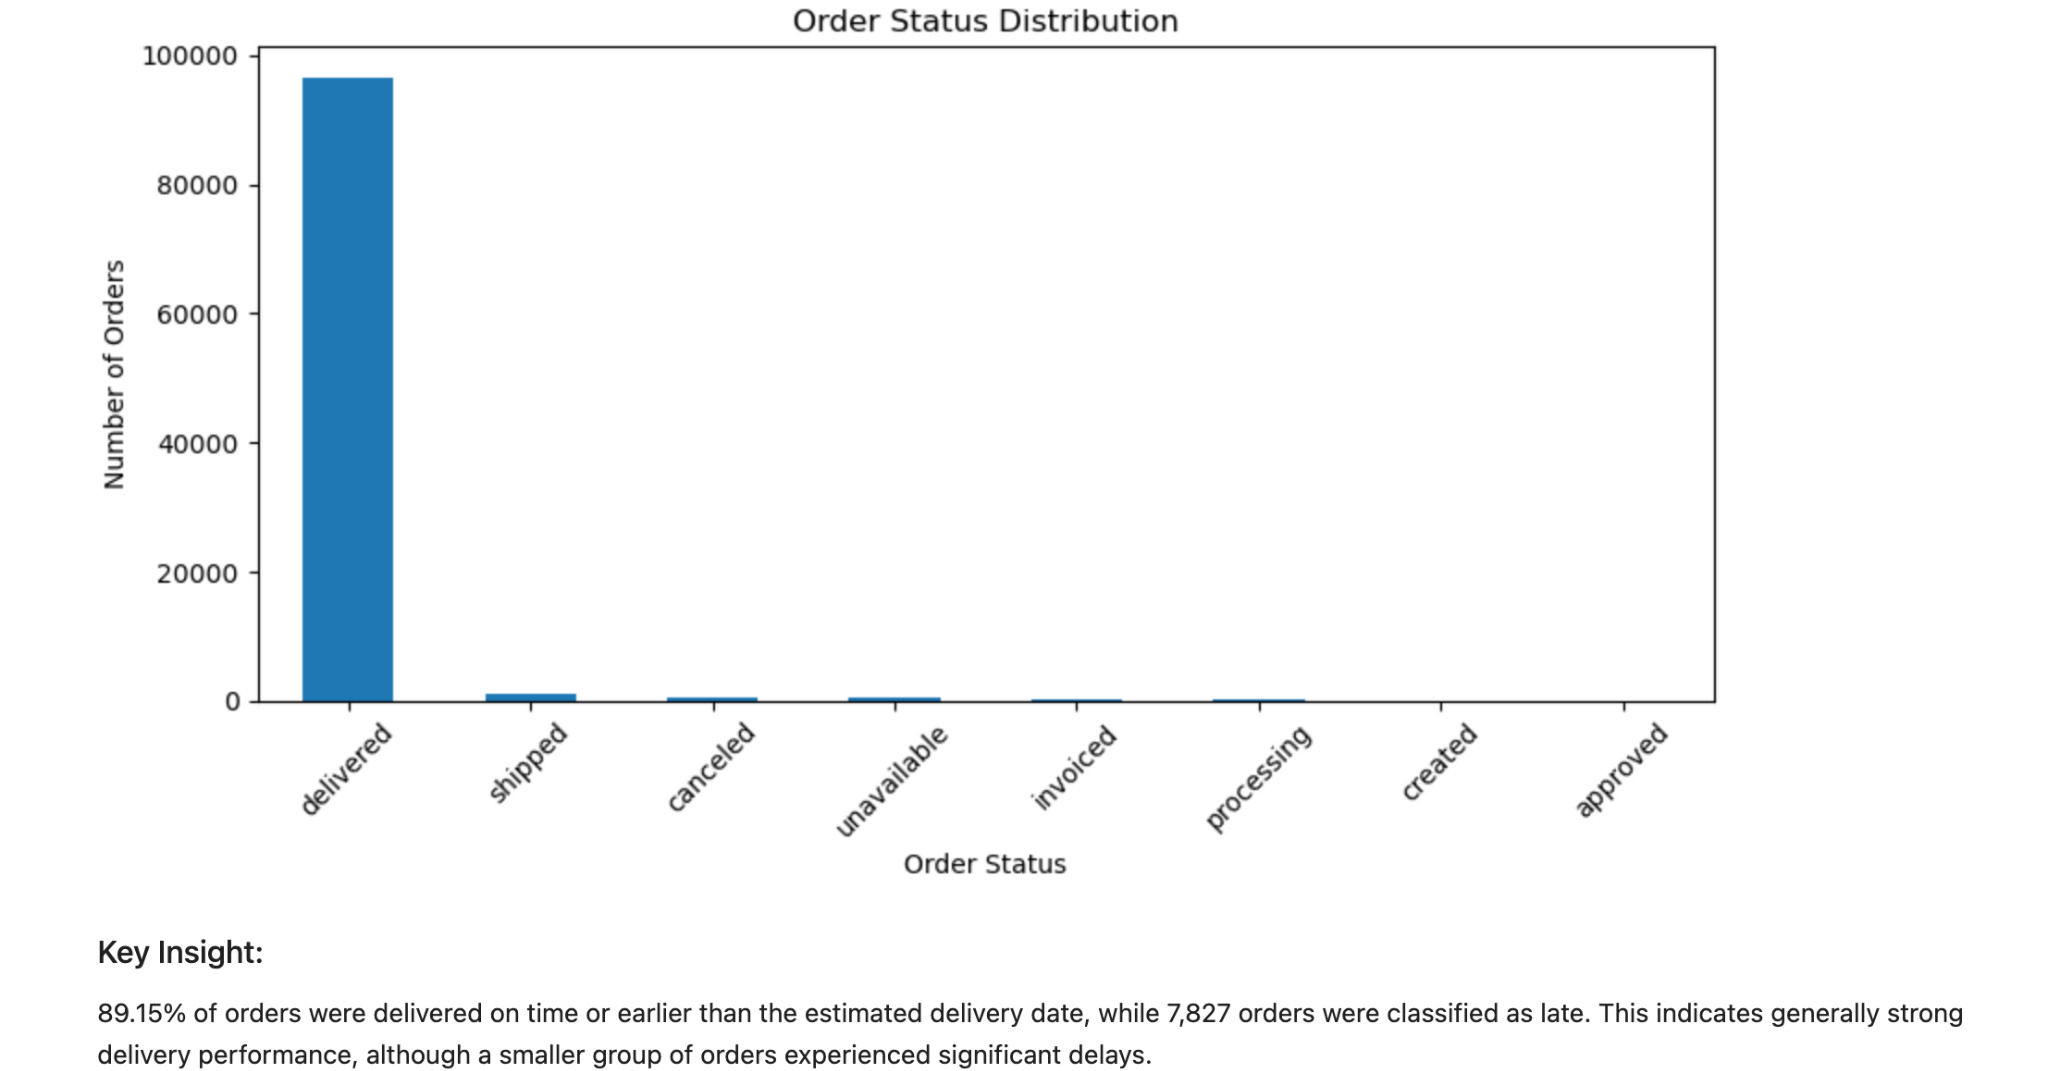 Order Status Distribution
100000
80000
60000
40000
20000
0
Number of Orders
delivered
shipped
canceled
unavailable
invoiced
processing
created
approved
Order Status
Key Insight:
89.15% of orders were delivered on time or earlier than the estimated delivery date, while 7,827 orders were classified as late. This indicates generally strong
delivery performance, although a smaller group of orders experienced significant delays.